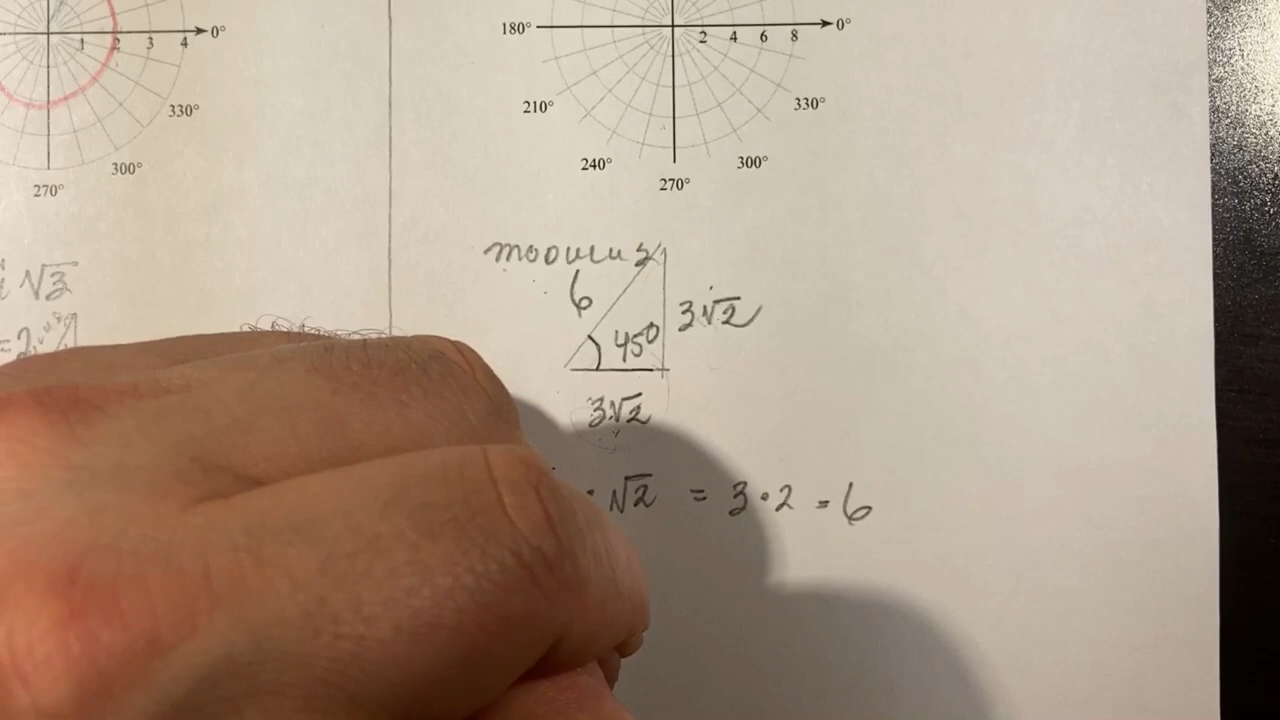 0°
1 2 3 4
330°
300°
270°
i √3
180° 0°
2 4 6 8
210° 330°
240° 300°
270°
modulus
6
45°
3√2
3√2
· √2 = 3 · 2 = 6